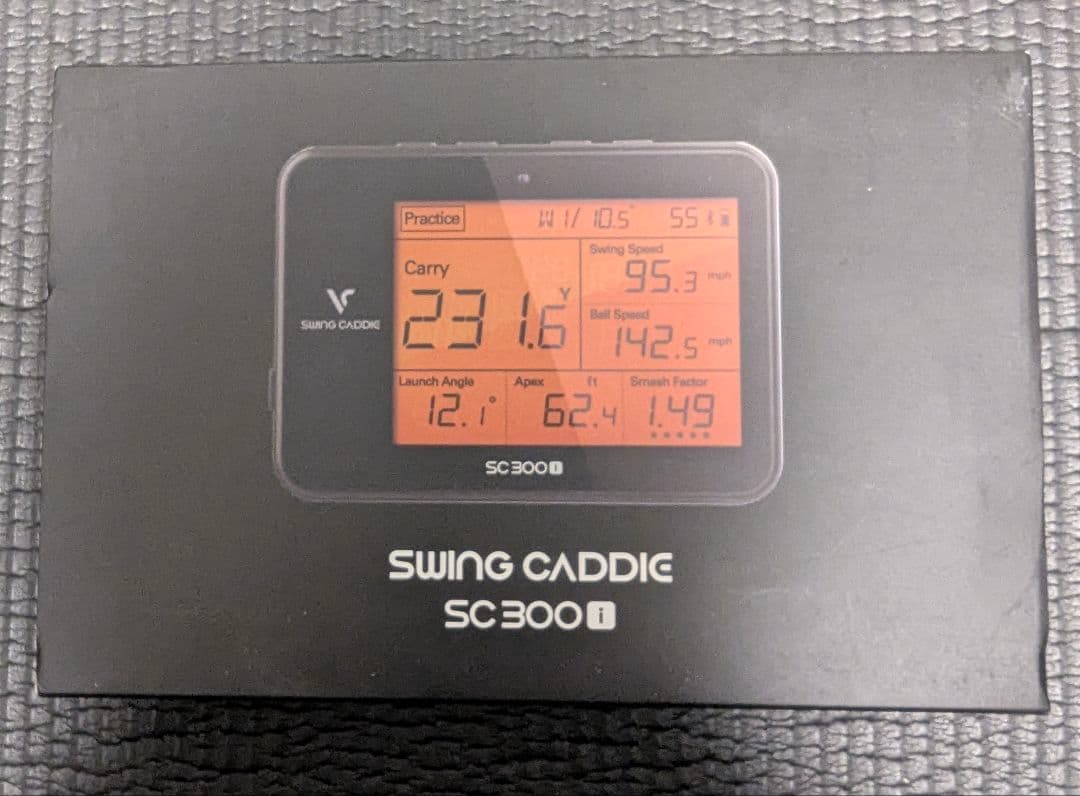 Practice W 1/ 10.5° 55
Carry
231.6 Y
Swing Speed
95.3 mph
Ball Speed
142.5 mph
Launch Angle
12.1°
Apex ft
62.4
Smash Factor
1.49
SWING CADDIE
SC300i
SWING CADDIE
SC300i